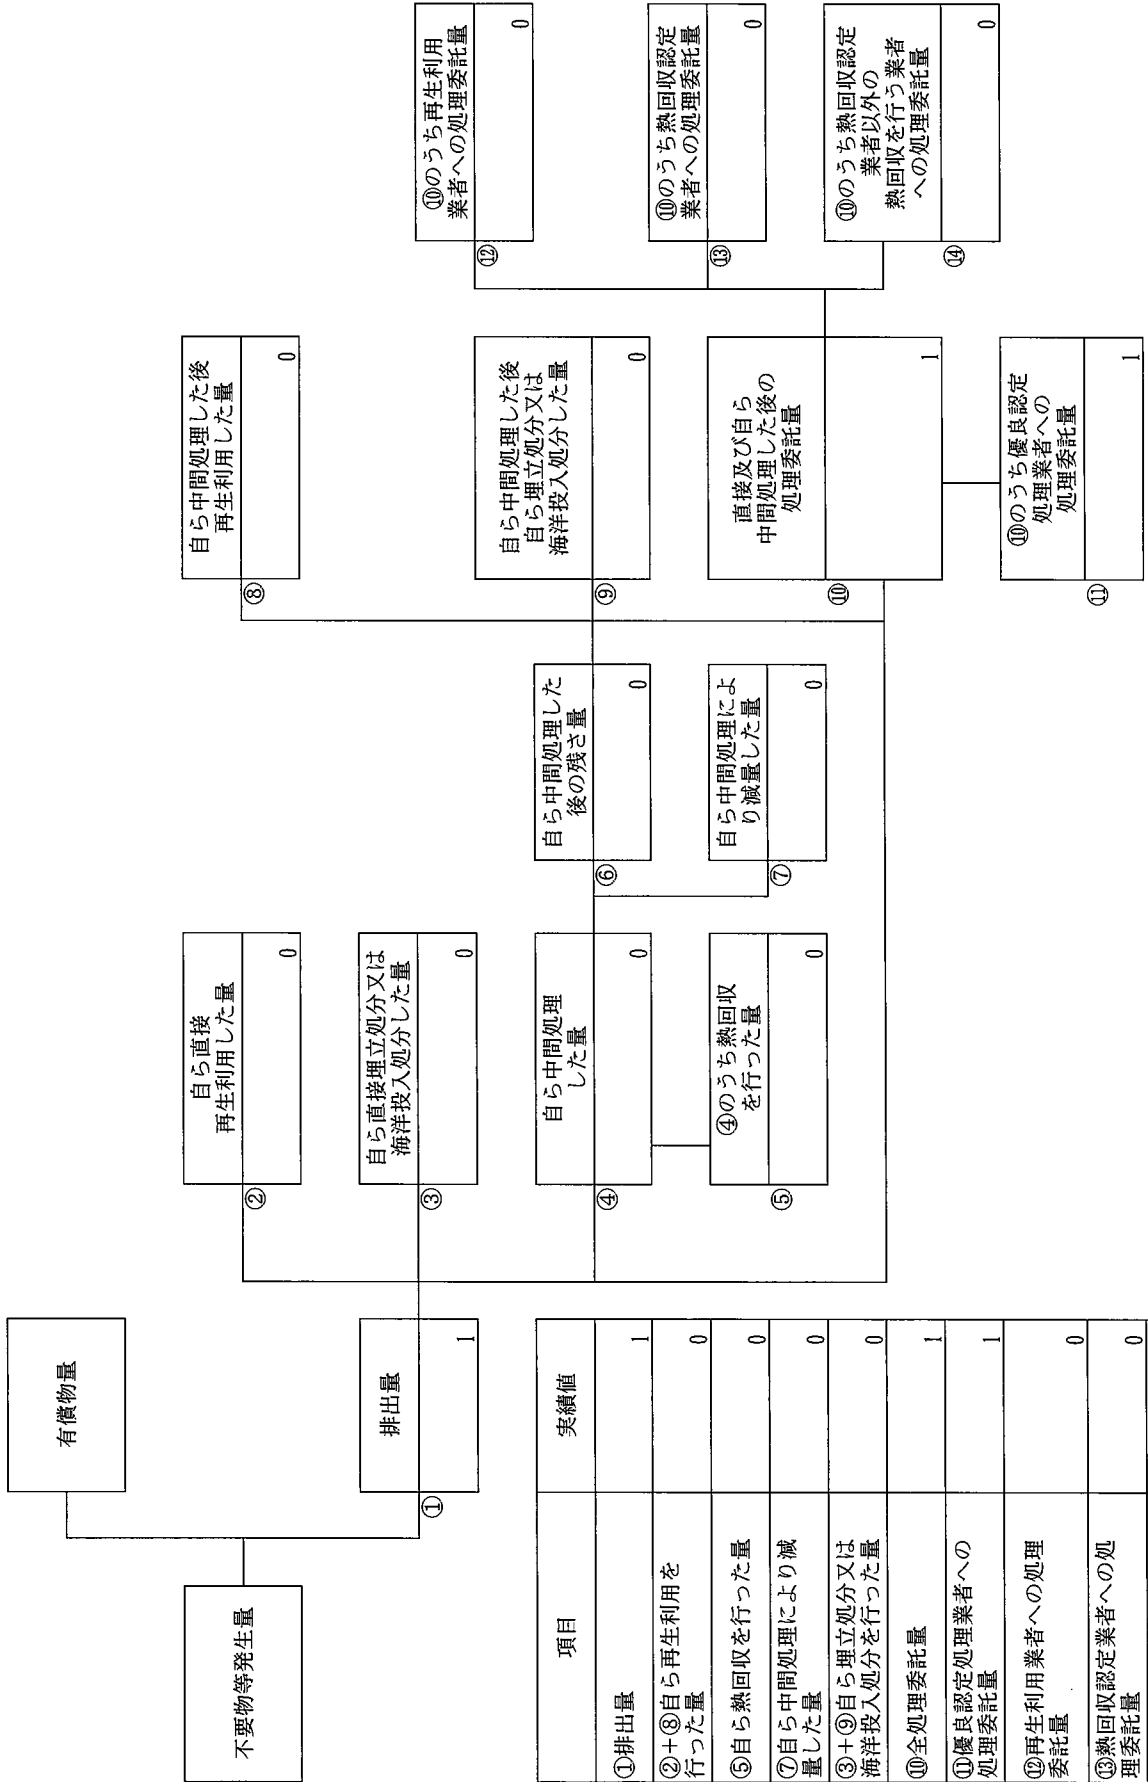 不要物等発生量
有償物量
①
排出量
1
②
自ら直接
再生利用した量
0
③
自ら直接埋立処分又は
海洋投入処分した量
0
④
自ら中間処理
した量
0
⑤
④のうち熱回収
を行った量
0
⑥
自ら中間処理した
後の残さ量
0
⑦
自ら中間処理によ
り減量した量
0
⑧
自ら中間処理した後
再生利用した量
0
⑨
自ら中間処理した後
自ら埋立処分又は
海洋投入処分した量
0
⑩
直接及び自ら
中間処理した後の
処理委託量
1
⑪
⑩のうち優良認定
処理業者への
処理委託量
1
⑫
⑩のうち再生利用
業者への処理委託量
0
⑬
⑩のうち熱回収認定
業者への処理委託量
0
⑭
⑩のうち熱回収認定
業者以外の
熱回収を行う業者
への処理委託量
0
項目 実績値
①排出量 1
②+⑧自ら再生利用を
行った量 0
⑤自ら熱回収を行った量 0
⑦自ら中間処理により減
量した量 0
③+⑨自ら埋立処分又は
海洋投入処分を行った量 0
⑩全処理委託量 1
⑪優良認定処理業者への
処理委託量 1
⑫再生利用業者への処理
委託量 0
⑬熱回収認定業者への処
理委託量 0